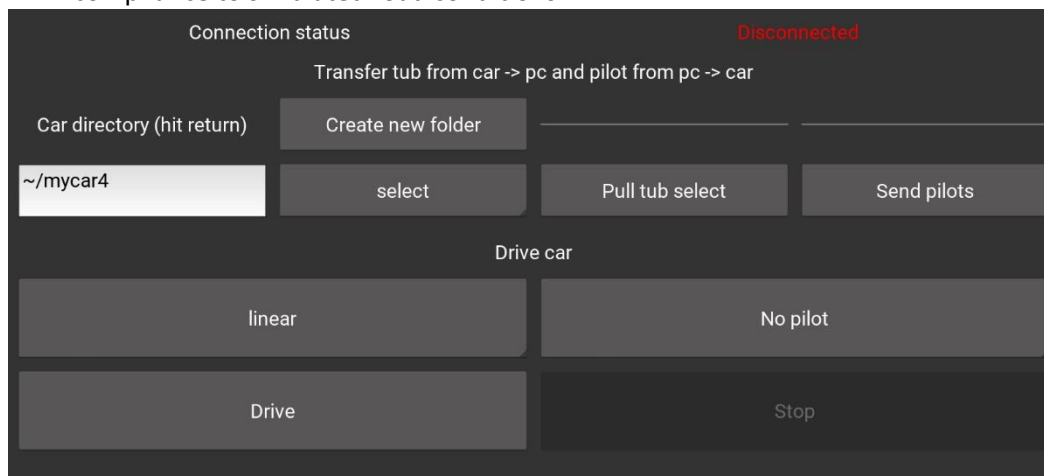 Connection status Disconnected
Transfer tub from car -> pc and pilot from pc -> car
Car directory (hit return) Create new folder
~/mycar4 select Pull tub select Send pilots
Drive car
linear No pilot
Drive Stop